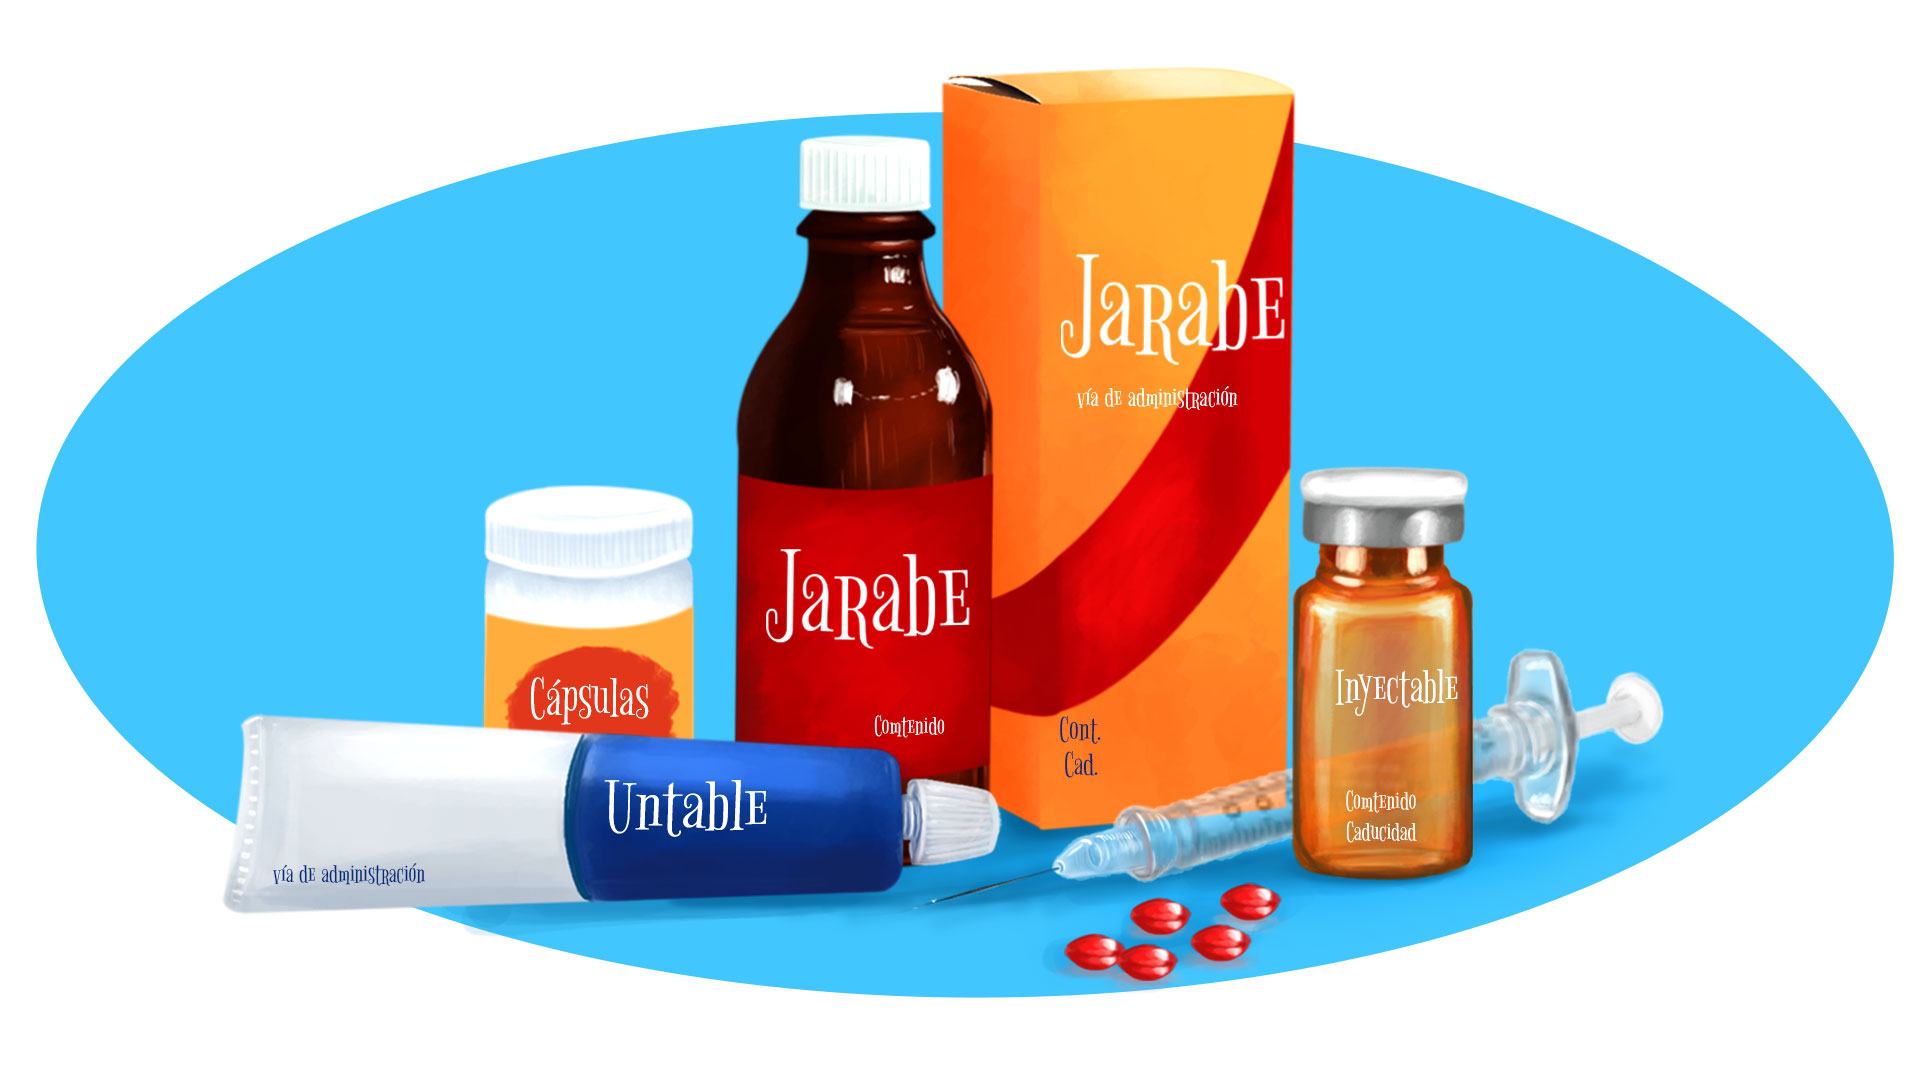 Jarabe
vía de administración
Cont.
Cad.
Jarabe
Comtenido
Cápsulas
Untable
vía de administración
Inyectable
Comtenido
Caducidad